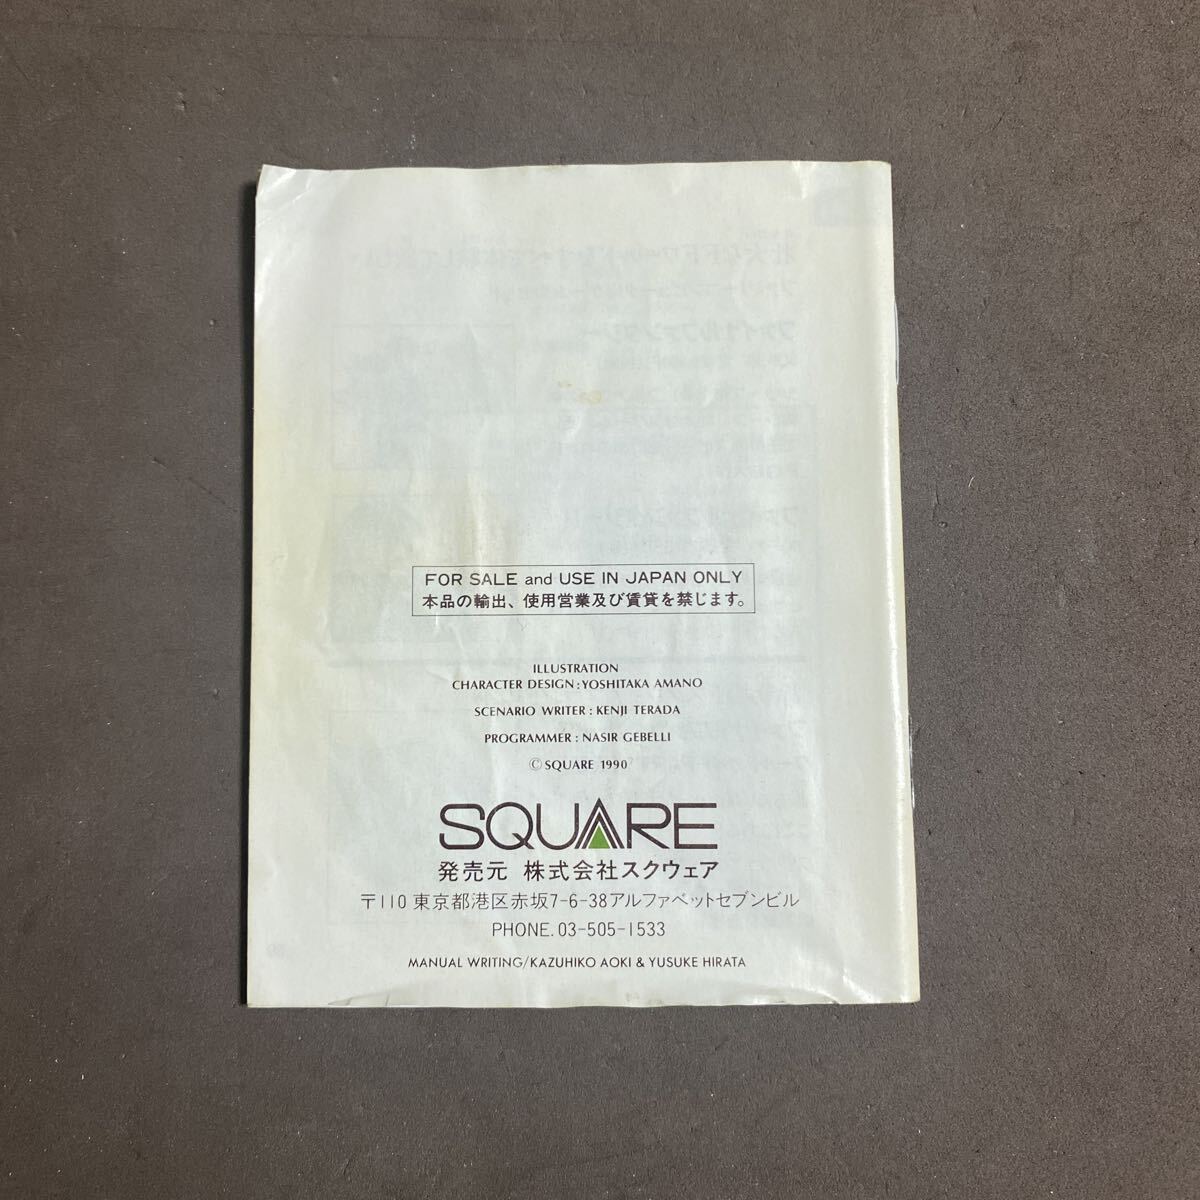 FOR SALE and USE IN JAPAN ONLY
本品の輸出、使用営業及び賃貸を禁じます。
ILLUSTRATION
CHARACTER DESIGN : YOSHITAKA AMANO
SCENARIO WRITER : KENJI TERADA
PROGRAMMER : NASIR GEBELLI
© SQUARE 1990
SQUARE
発売元 株式会社スクウェア
〒110 東京都港区赤坂7-6-38アルファベットセブンビル
PHONE. 03-505-1533
MANUAL WRITING/KAZUHIKO AOKI & YUSUKE HIRATA